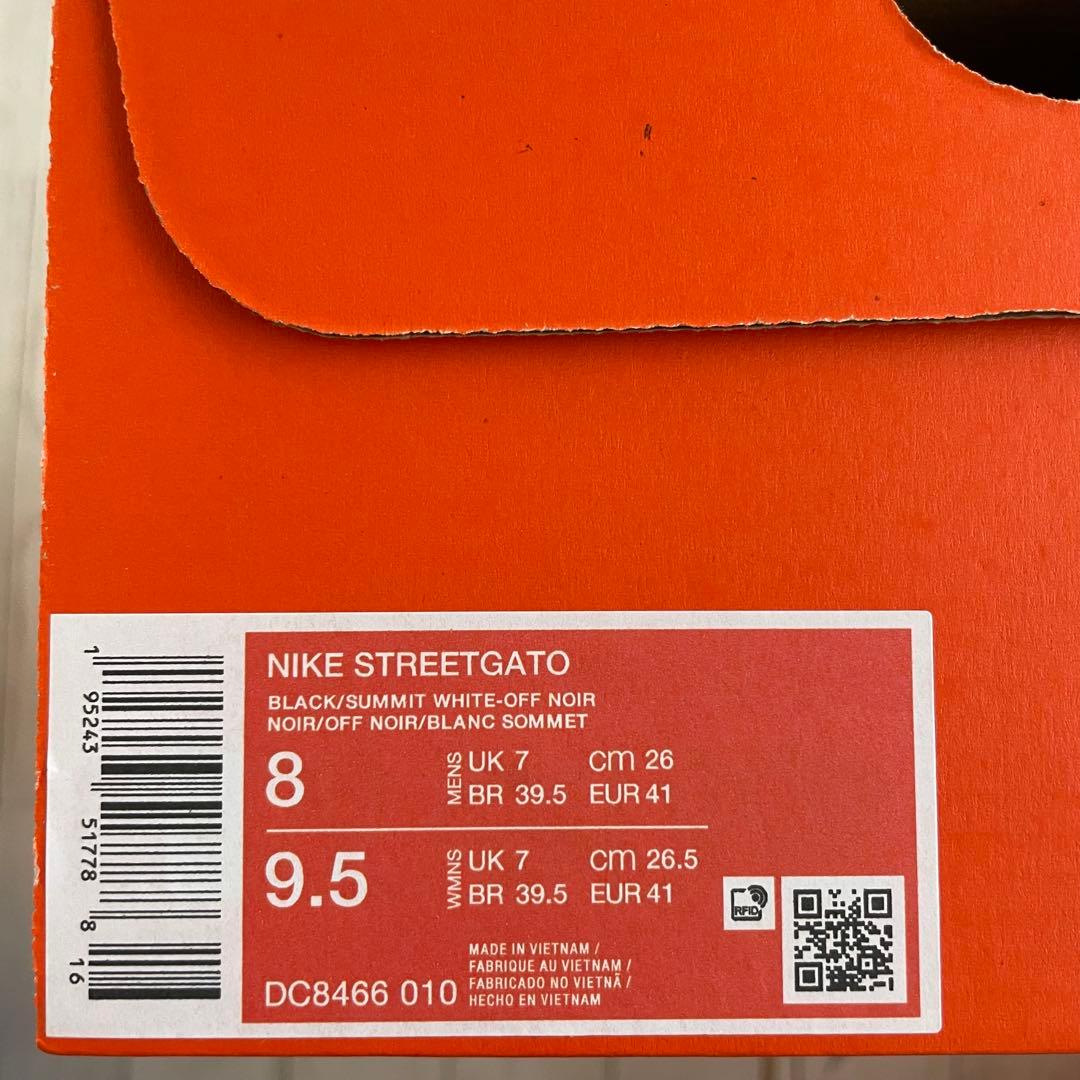 NIKE STREETGATO
BLACK/SUMMIT WHITE-OFF NOIR
NOIR/OFF NOIR/BLANC SOMMET
8 MENS UK 7 cm 26
BR 39.5 EUR 41
9.5 WMNS UK 7 cm 26.5
BR 39.5 EUR 41
RFID
MADE IN VIETNAM /
FABRIQUE AU VIETNAM /
FABRICADO NO VIETNÃ /
HECHO EN VIETNAM
DC8466 010
1 95243 51778 8 16